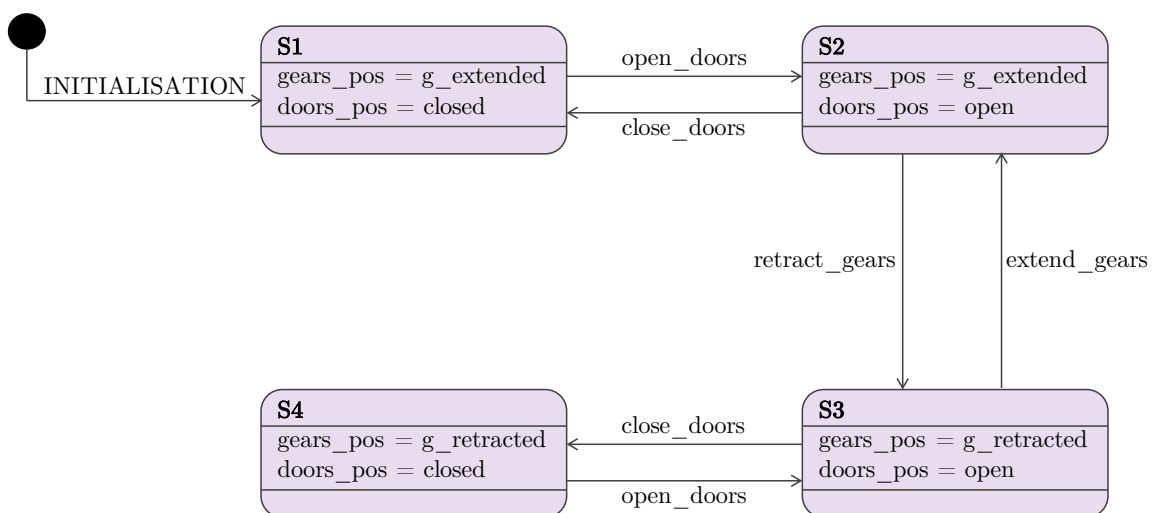 S1
gears_pos = g_extended
doors_pos = closed
S2
gears_pos = g_extended
doors_pos = open
open_doors
close_doors
INITIALISATION
retract_gears
extend_gears
S4
gears_pos = g_retracted
doors_pos = closed
S3
gears_pos = g_retracted
doors_pos = open
close_doors
open_doors